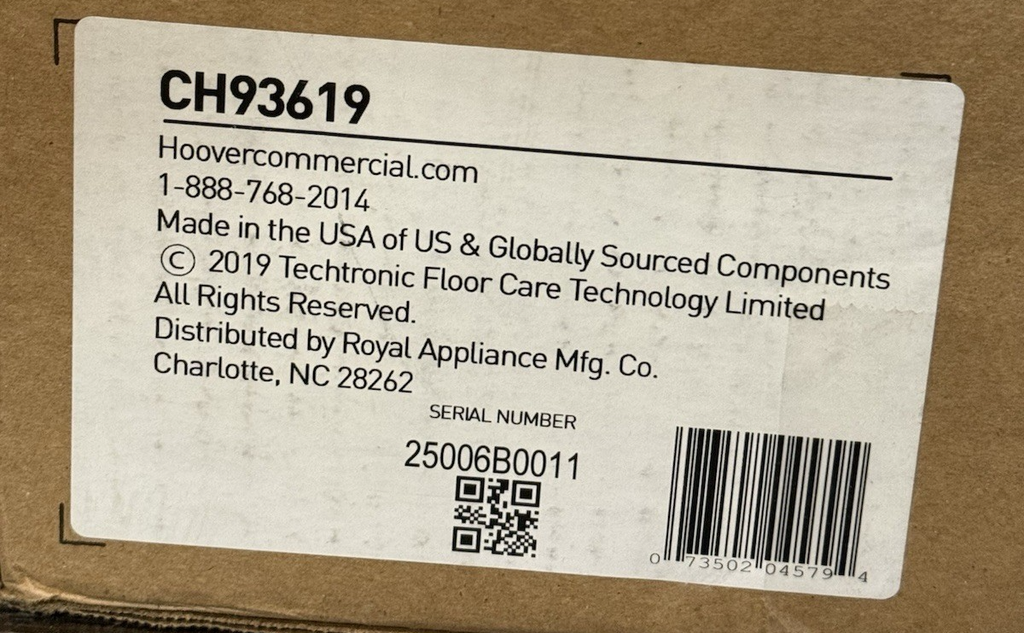 CH93619
Hoovercommercial.com
1-888-768-2014
Made in the USA of US & Globally Sourced Components
© 2019 Techtronic Floor Care Technology Limited
All Rights Reserved.
Distributed by Royal Appliance Mfg. Co.
Charlotte, NC 28262
SERIAL NUMBER
25006B0011
0 73502 04579 4